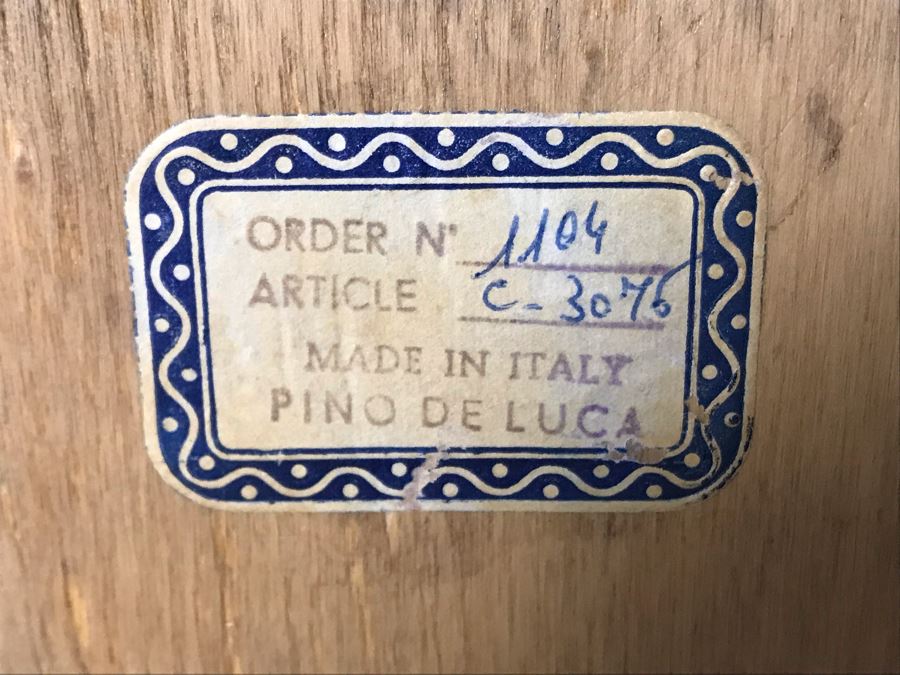 ORDER N° 1104
ARTICLE C-3075
MADE IN ITALY
PINO DE LUCA